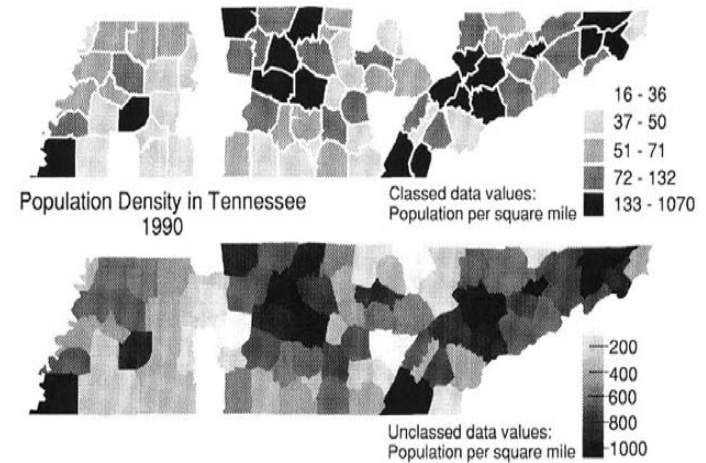 16 - 36
37 - 50
51 - 71
72 - 132
133 - 1070
Classed data values:
Population per square mile
Population Density in Tennessee
1990
200
400
600
800
1000
Unclassed data values:
Population per square mile